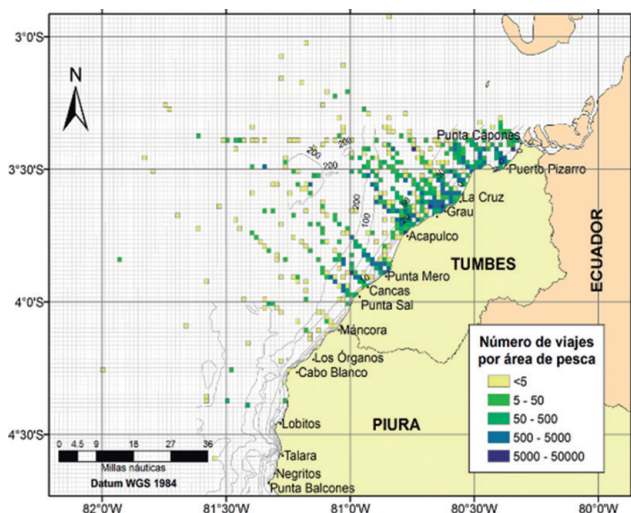 3°0'S
N
200
200
200
200
100
Punta Capones
3°30'S
Puerto Pizarro
La Cruz
Grau
Acapulco
TUMBES
ECUADOR
Punta Mero
Cancas
4°0'S
Punta Sal
Máncora
Los Órganos
Cabo Blanco
PIURA
Lobitos
4°30'S
Talara
Negritos
Punta Balcones
Número de viajes
por área de pesca
<5
5 - 50
50 - 500
500 - 5000
5000 - 50000
0 4.5 9 18 27 36
Millas náuticas
Datum WGS 1984
82°0'W 81°30'W 81°0'W 80°30'W 80°0'W